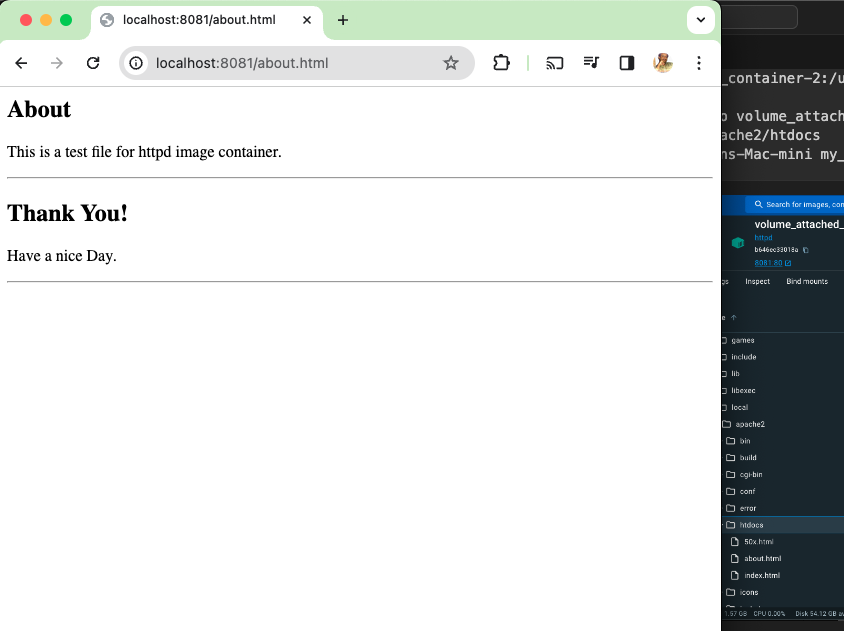 localhost:8081/about.html
localhost:8081/about.html
About
This is a test file for httpd image container.
Thank You!
Have a nice Day.
_container-2:/u
volume_attach
ache2/htdocs
ns-Mac-mini my_
Search for images, con
volume_attached_
httpd
b646ec33018a
8081:80
gs Inspect Bind mounts
e ↑
games
include
lib
libexec
local
apache2
bin
build
cgi-bin
conf
error
htdocs
50x.html
about.html
index.html
icons
1.57 GB CPU 0.00% Disk 54.12 GB av